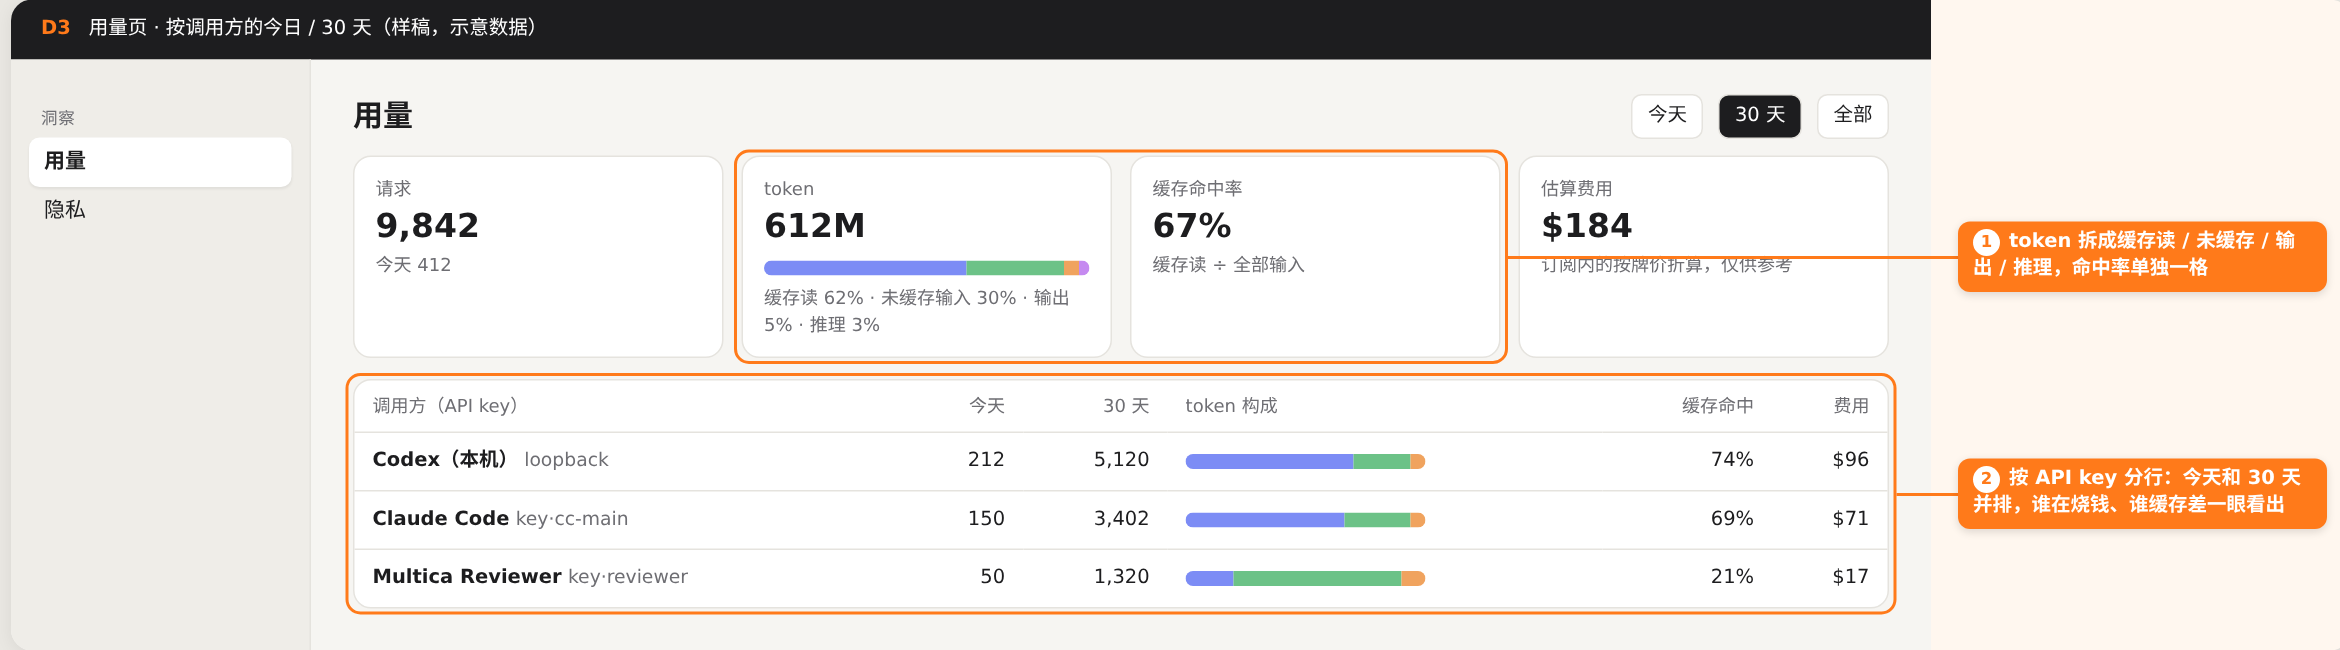 D3 用量页 · 按调用方的今日 / 30 天（样稿，示意数据）
洞察
用量
隐私
用量
今天
30 天
全部
请求
9,842
今天 412
token
612M
缓存读 62% · 未缓存输入 30% · 输出
5% · 推理 3%
缓存命中率
67%
缓存读 ÷ 全部输入
估算费用
$184
订阅内的按牌价折算，仅供参考
1 token 拆成缓存读 / 未缓存 / 输
出 / 推理，命中率单独一格
调用方（API key） 今天 30 天 token 构成 缓存命中 费用
Codex（本机） loopback 212 5,120 74% $96
Claude Code key·cc-main 150 3,402 69% $71
Multica Reviewer key·reviewer 50 1,320 21% $17
2 按 API key 分行：今天和 30 天
并排，谁在烧钱、谁缓存差一眼看出